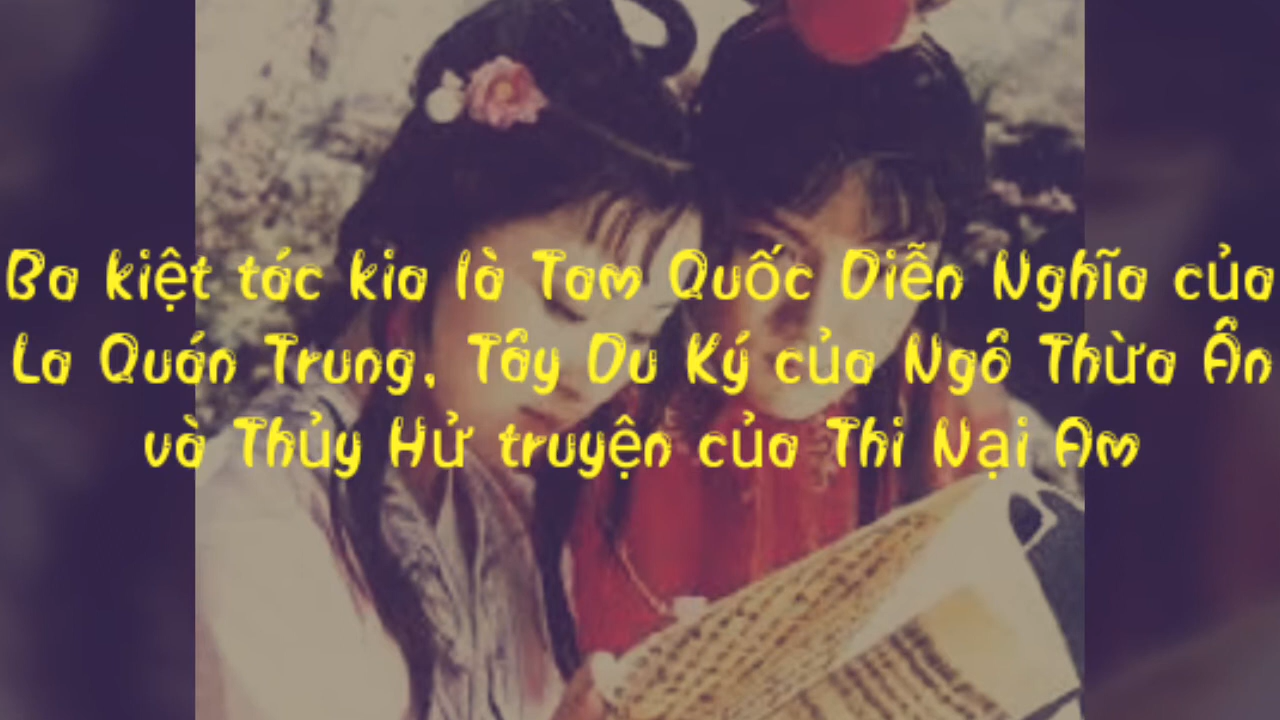 Ba kiệt tác kia là Tam Quốc Diễn Nghĩa của
La Quán Trung, Tây Du Ký của Ngô Thừa Ân
và Thủy Hử truyện của Thi Nại Am